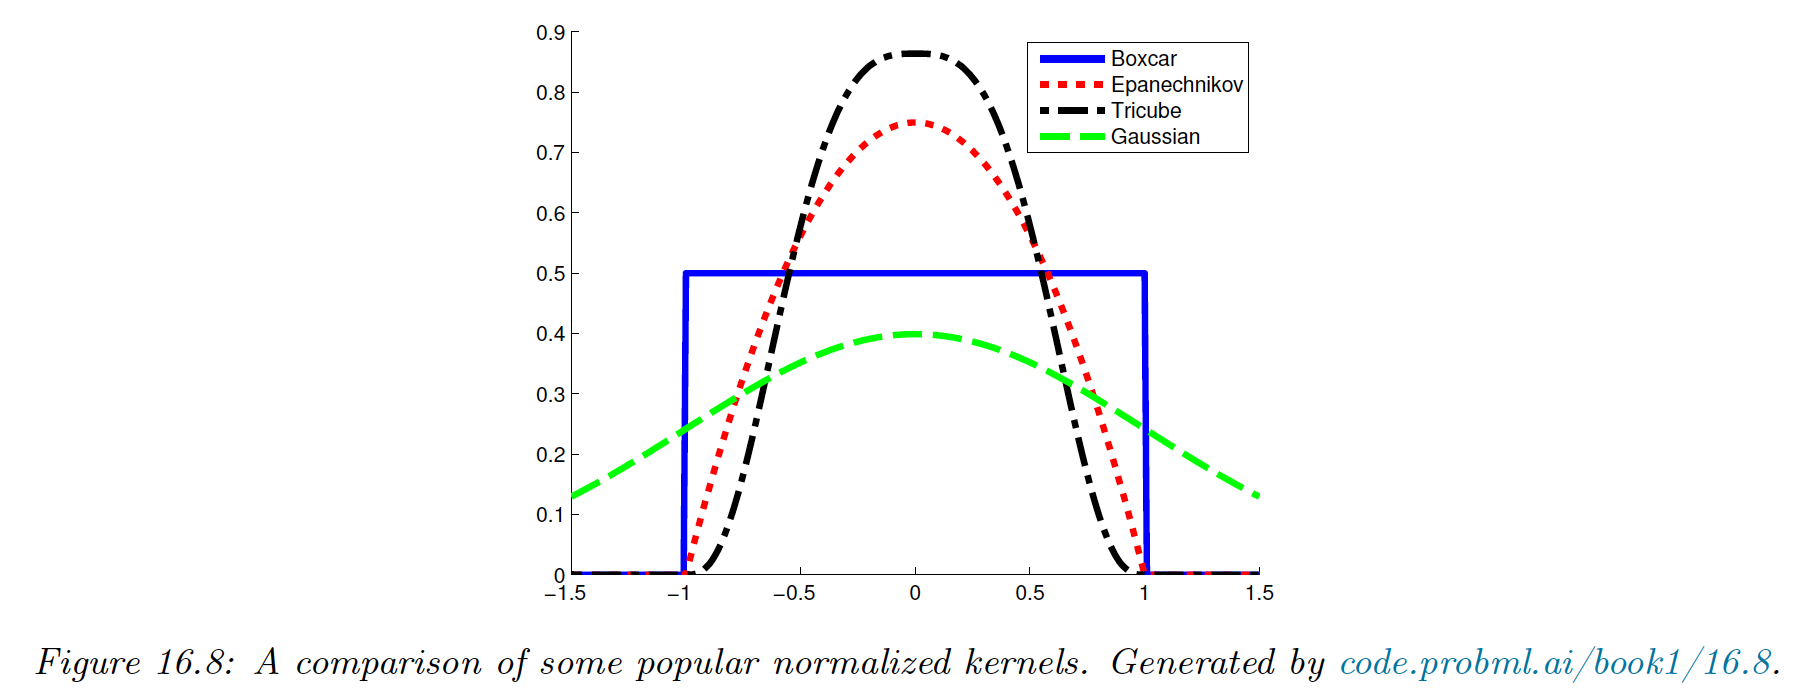 0.9
0.8
0.7
0.6
0.5
0.4
0.3
0.2
0.1
0
−1.5 −1 −0.5 0 0.5 1 1.5
Boxcar
Epanechnikov
Tricube
Gaussian
Figure 16.8: A comparison of some popular normalized kernels. Generated by code.probml.ai/book1/16.8.